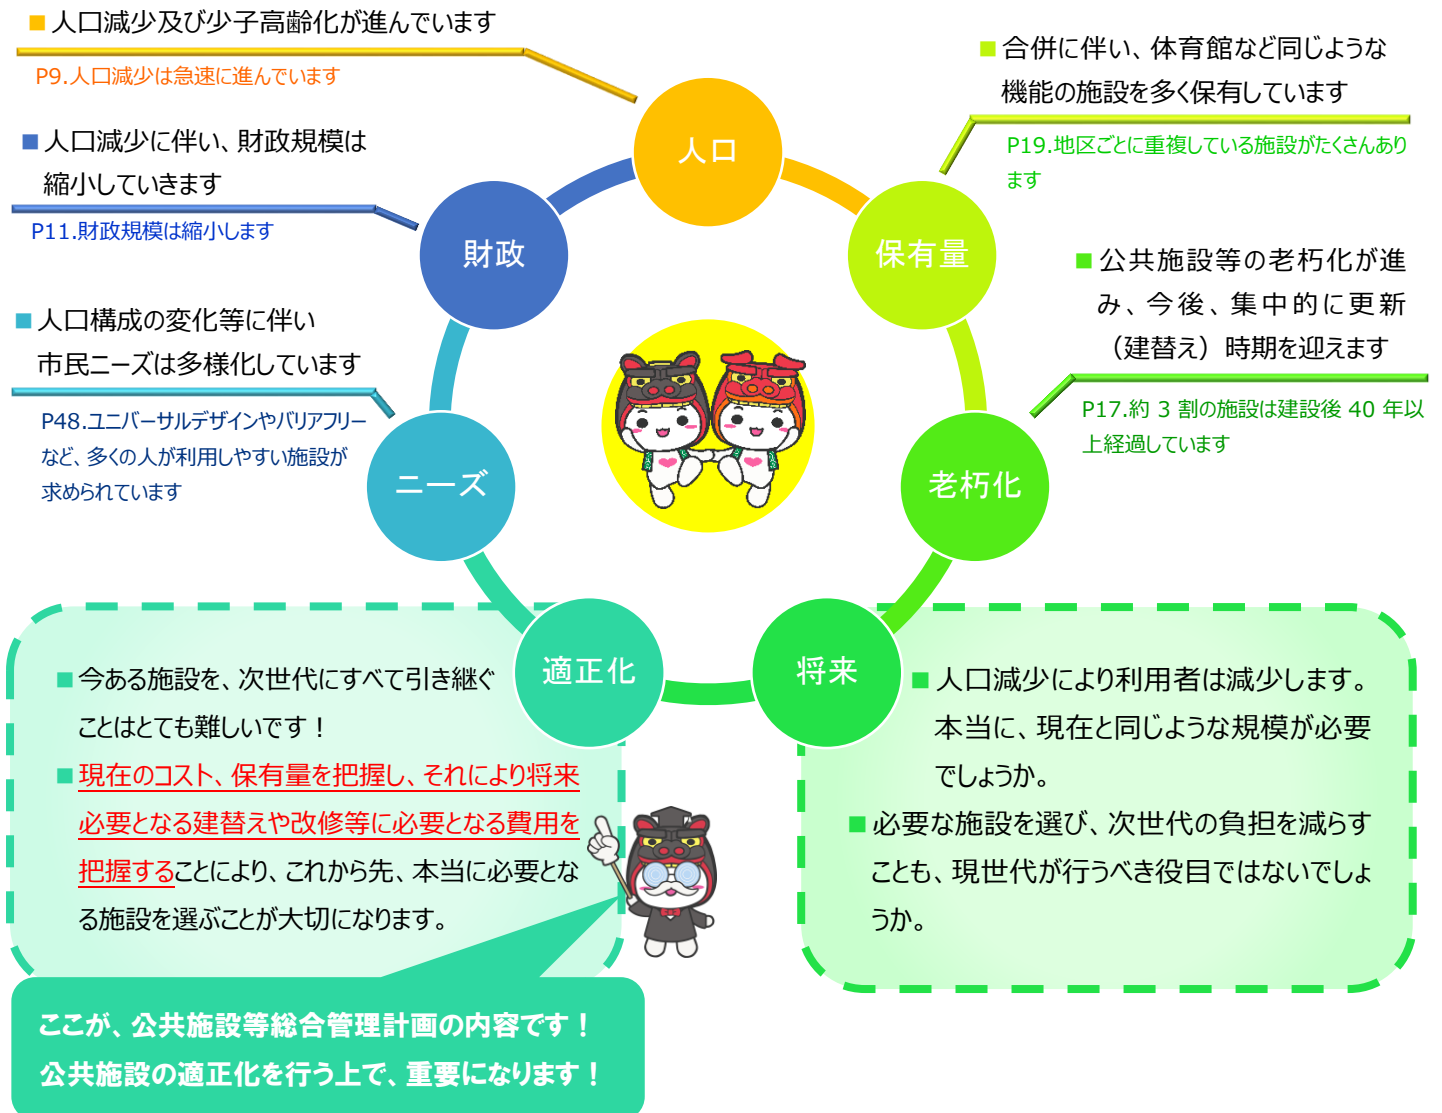 ■人口減少及び少子高齢化が進んでいます
P9.人口減少は急速に進んでいます
■人口減少に伴い、財政規模は
縮小していきます
P11.財政規模は縮小します
■人口構成の変化等に伴い
市民ニーズは多様化しています
P48.ユニバーサルデザインやバリアフリー
など、多くの人が利用しやすい施設が
求められています
■合併に伴い、体育館など同じような
機能の施設を多く保有しています
P19.地区ごとに重複している施設がたくさんあり
ます
■公共施設等の老朽化が進
み、今後、集中的に更新
（建替え）時期を迎えます
P17.約 3 割の施設は建設後 40 年以
上経過しています
人口
財政
保有量
ニーズ
老朽化
適正化
将来
■今ある施設を、次世代にすべて引き継ぐ
ことはとても難しいです！
■現在のコスト、保有量を把握し、それにより将来
必要となる建替えや改修等に必要となる費用を
把握することにより、これから先、本当に必要とな
る施設を選ぶことが大切になります。
■人口減少により利用者は減少します。
本当に、現在と同じような規模が必要
でしょうか。
■必要な施設を選び、次世代の負担を減らす
ことも、現世代が行うべき役目ではないでしょ
うか。
ここが、公共施設等総合管理計画の内容です！
公共施設の適正化を行う上で、重要になります！